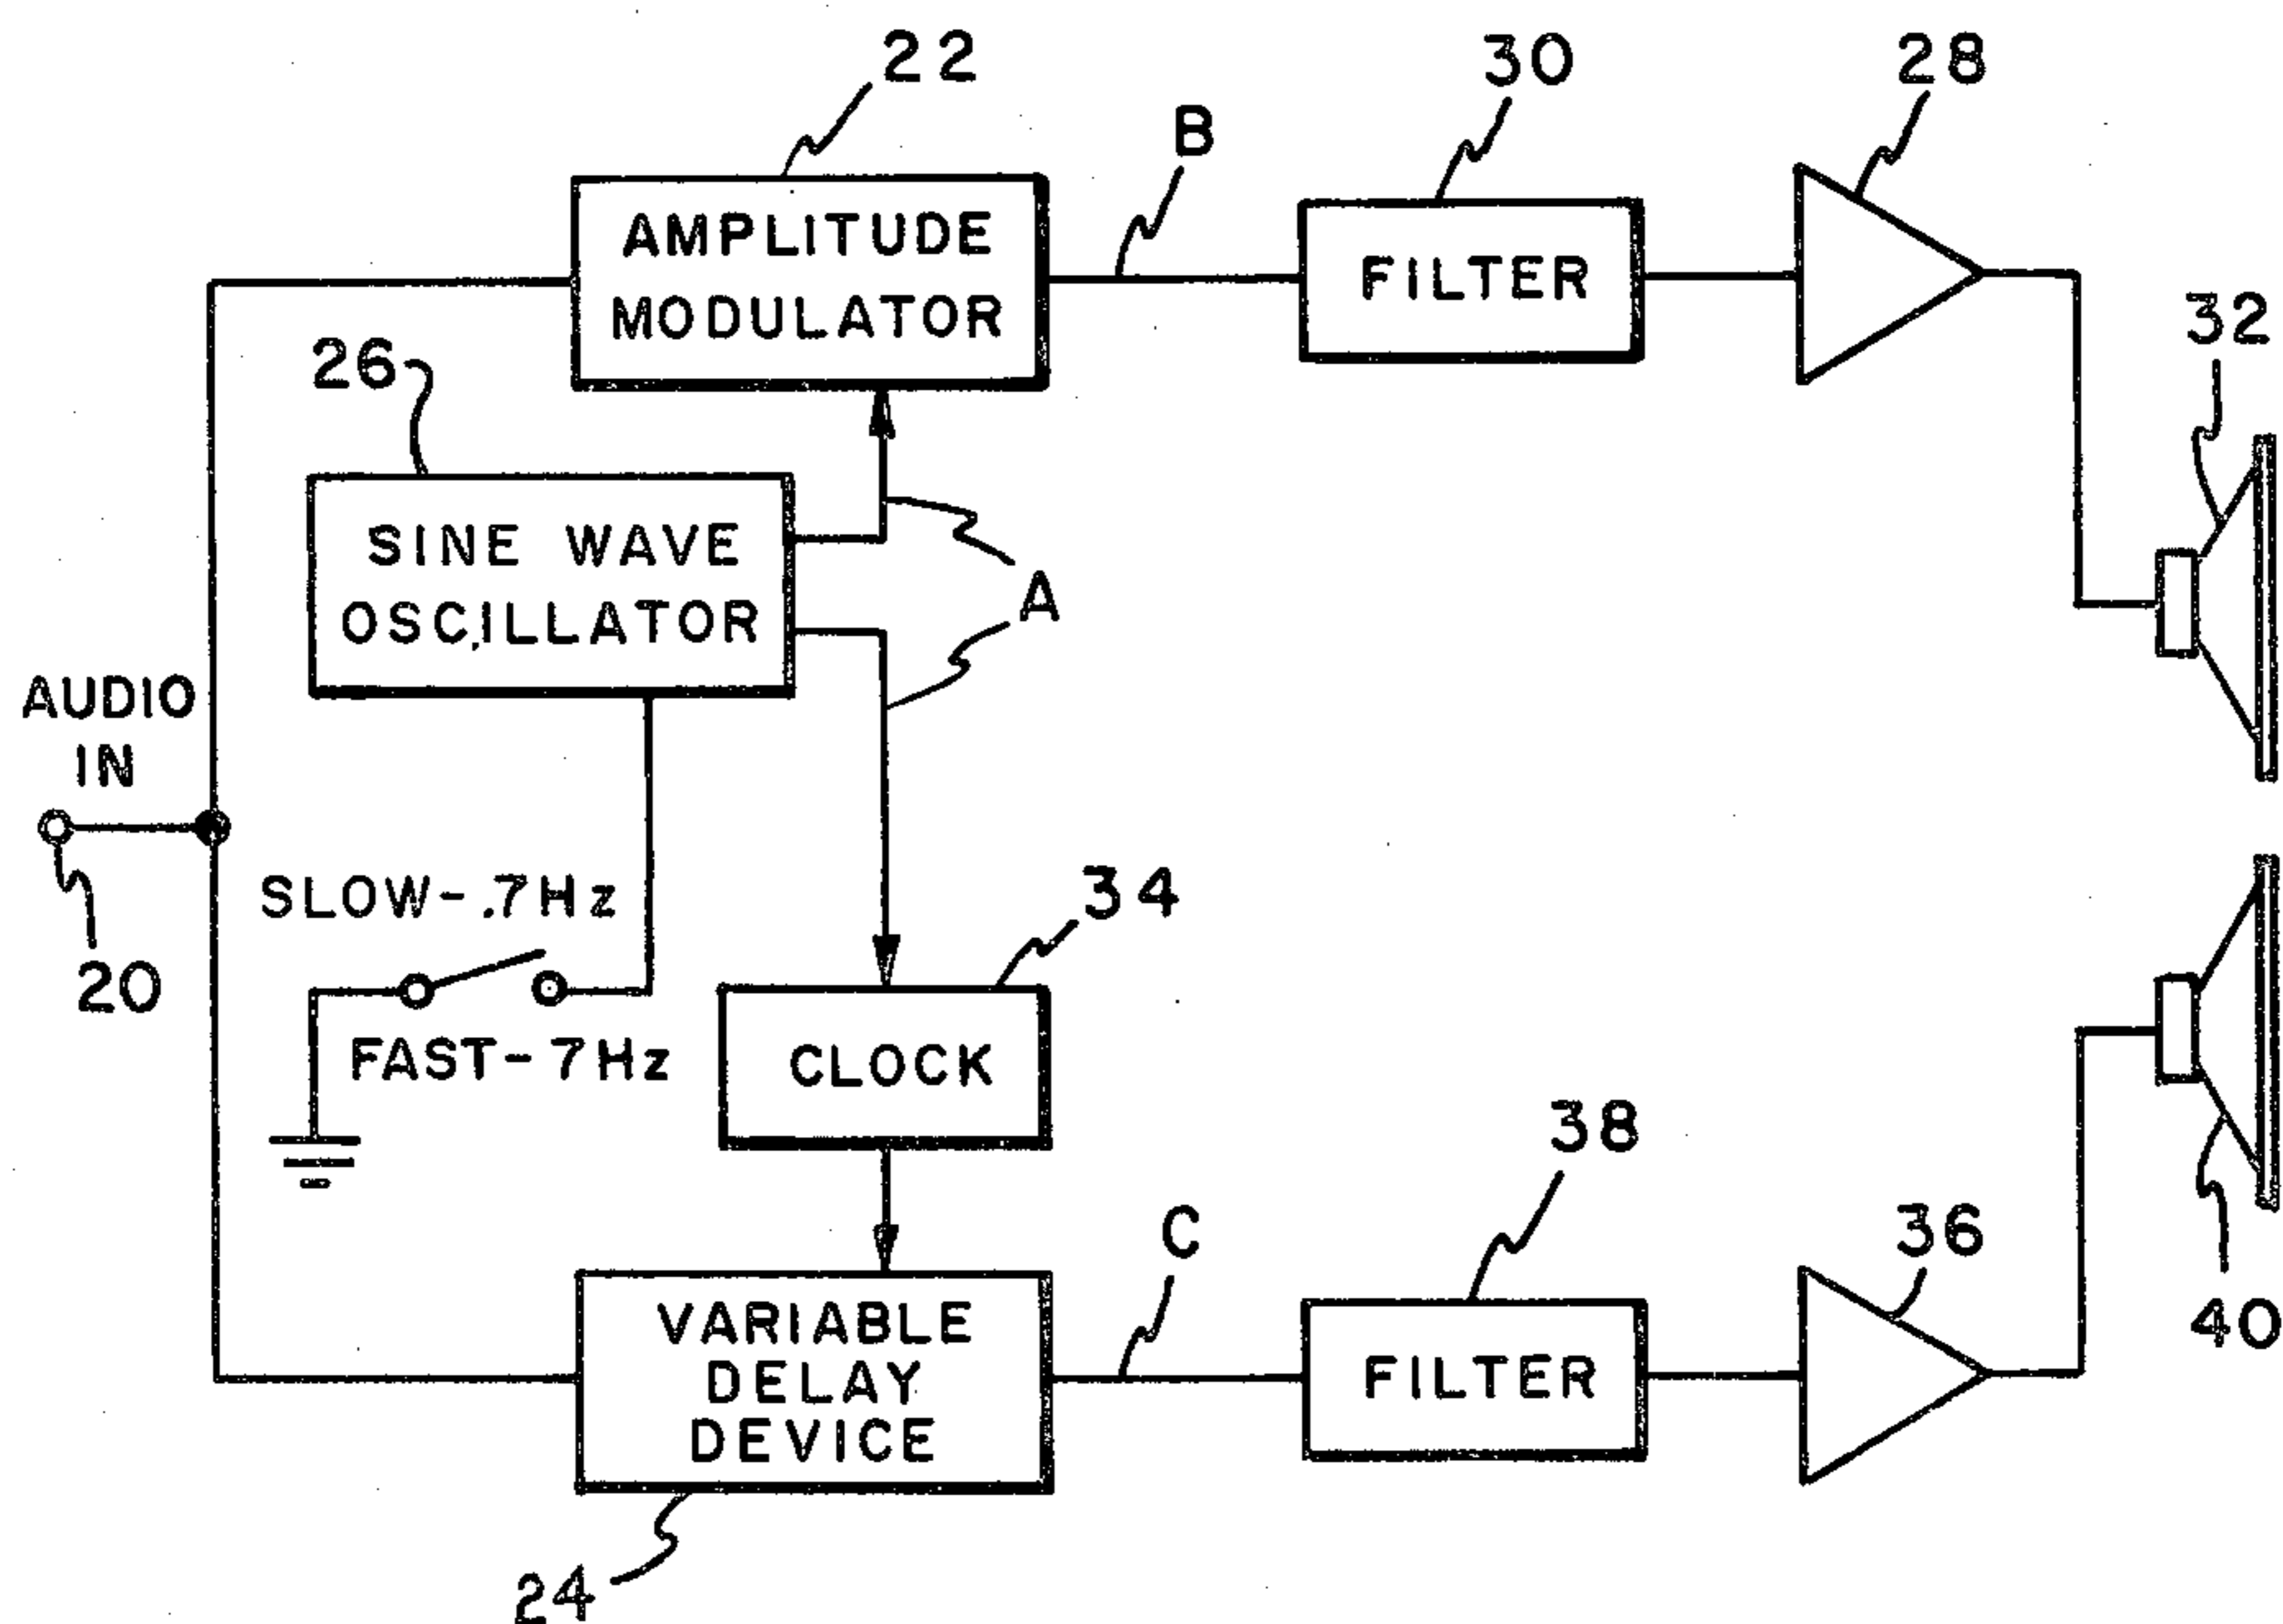 22
30
28
B
AMPLITUDE
MODULATOR
FILTER
32
26
SINE WAVE
OSCILLATOR
A
AUDIO
IN
20
SLOW-.7Hz
FAST-7Hz
34
CLOCK
38
C
36
40
VARIABLE
DELAY
DEVICE
FILTER
24